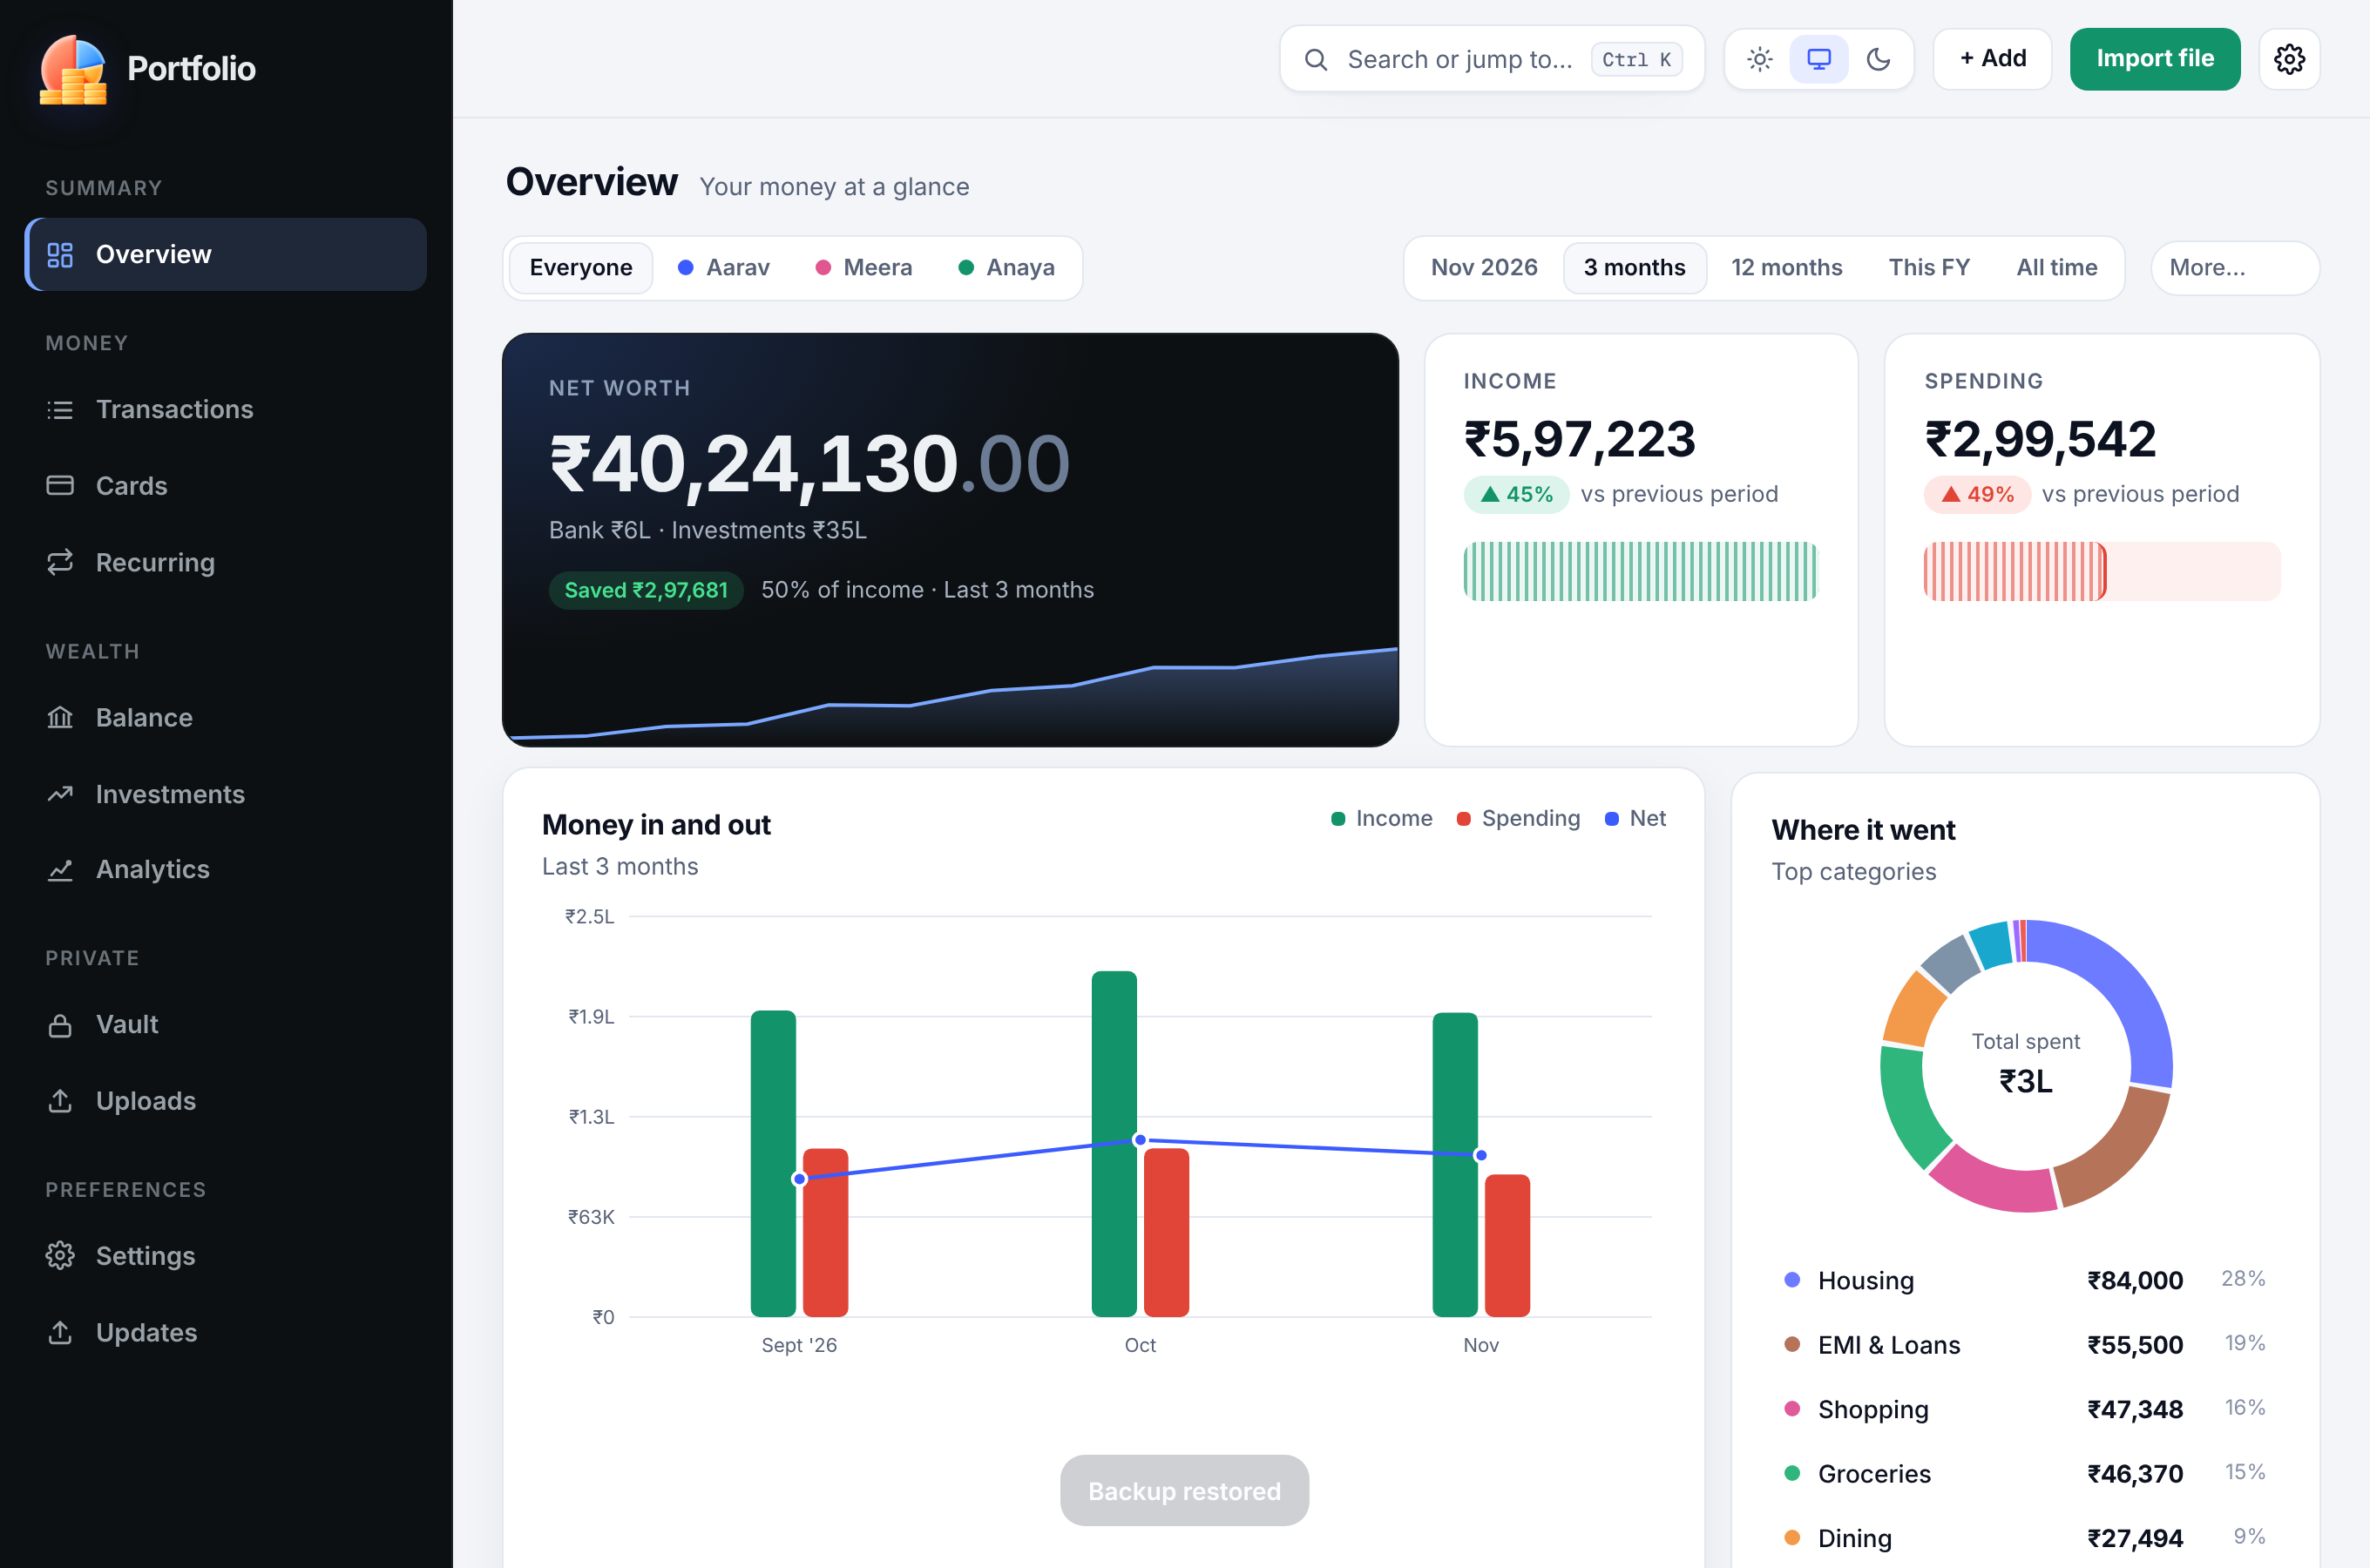 Portfolio
Search or jump to... Ctrl K
+ Add
Import file
SUMMARY
Overview
MONEY
Transactions
Cards
Recurring
WEALTH
Balance
Investments
Analytics
PRIVATE
Vault
Uploads
PREFERENCES
Settings
Updates
Overview Your money at a glance
Everyone Aarav Meera Anaya
Nov 2026 3 months 12 months This FY All time More...
NET WORTH
₹40,24,130.00
Bank ₹6L · Investments ₹35L
Saved ₹2,97,681 50% of income · Last 3 months
INCOME
₹5,97,223
▲ 45% vs previous period
SPENDING
₹2,99,542
▲ 49% vs previous period
Money in and out
Last 3 months
Income Spending Net
₹2.5L
₹1.9L
₹1.3L
₹63K
₹0
Sept '26 Oct Nov
Backup restored
Where it went
Top categories
Total spent
₹3L
Housing ₹84,000 28%
EMI & Loans ₹55,500 19%
Shopping ₹47,348 16%
Groceries ₹46,370 15%
Dining ₹27,494 9%